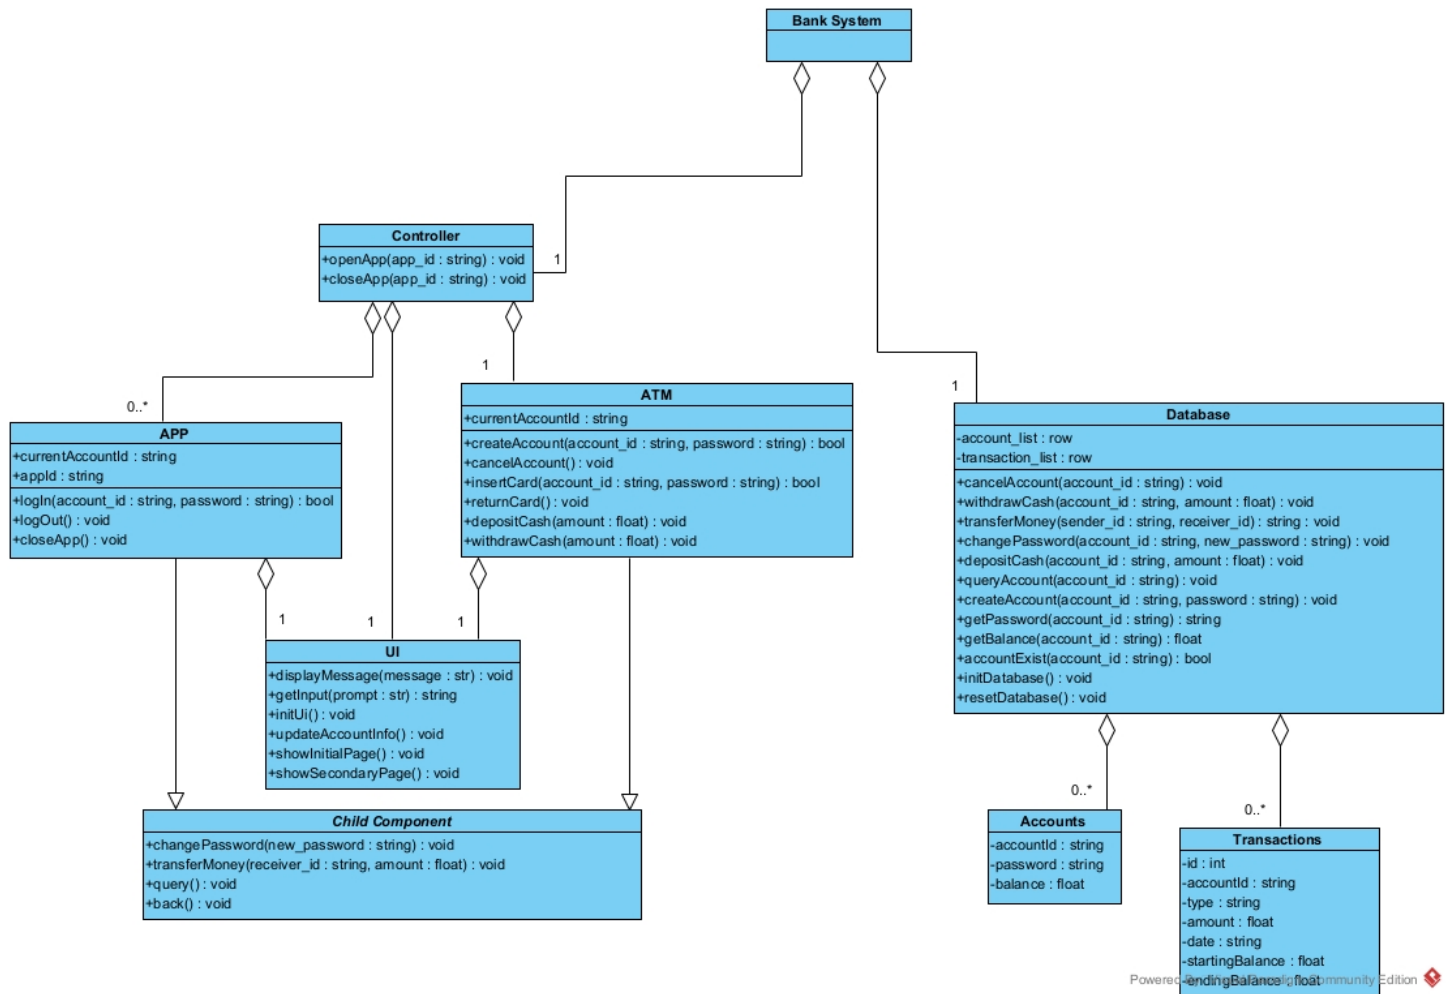 Bank System
Controller
+openApp(app_id : string) : void
+closeApp(app_id : string) : void
1
1
0..*
1
APP
+currentAccountId : string
+appId : string
+logIn(account_id : string, password : string) : bool
+logOut() : void
+closeApp() : void
ATM
+currentAccountId : string
+createAccount(account_id : string, password : string) : bool
+cancelAccount() : void
+insertCard(account_id : string, password : string) : bool
+returnCard() : void
+depositCash(amount : float) : void
+withdrawCash(amount : float) : void
Database
-account_list : row
-transaction_list : row
+cancelAccount(account_id : string) : void
+withdrawCash(account_id : string, amount : float) : void
+transferMoney(sender_id : string, receiver_id) : string : void
+changePassword(account_id : string, new_password : string) : void
+depositCash(account_id : string, amount : float) : void
+queryAccount(account_id : string) : void
+createAccount(account_id : string, password : string) : void
+getPassword(account_id : string) : string
+getBalance(account_id : string) : float
+accountExist(account_id : string) : bool
+initDatabase() : void
+resetDatabase() : void
1
1
1
UI
+displayMessage(message : str) : void
+getInput(prompt : str) : string
+initUi() : void
+updateAccountInfo() : void
+showInitialPage() : void
+showSecondaryPage() : void
Child Component
+changePassword(new_password : string) : void
+transferMoney(receiver_id : string, amount : float) : void
+query() : void
+back() : void
0..*
0..*
Accounts
-accountId : string
-password : string
-balance : float
Transactions
-id : int
-accountId : string
-type : string
-amount : float
-date : string
-startingBalance : float
-endingBalance : float
Powered Community Edition